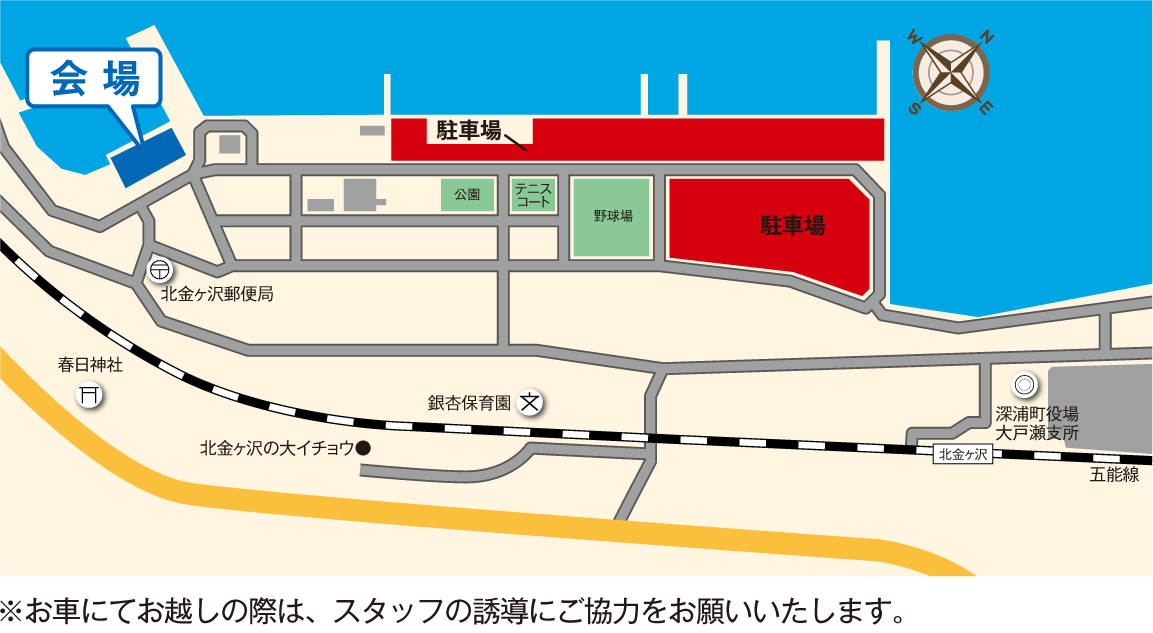 会場
W
N
S
E
駐車場
公園
テニス
コート
野球場
駐車場
北金ヶ沢郵便局
春日神社
銀杏保育園
北金ヶ沢の大イチョウ
深浦町役場
大戸瀬支所
北金ヶ沢
五能線
※お車にてお越しの際は、スタッフの誘導にご協力をお願いいたします。